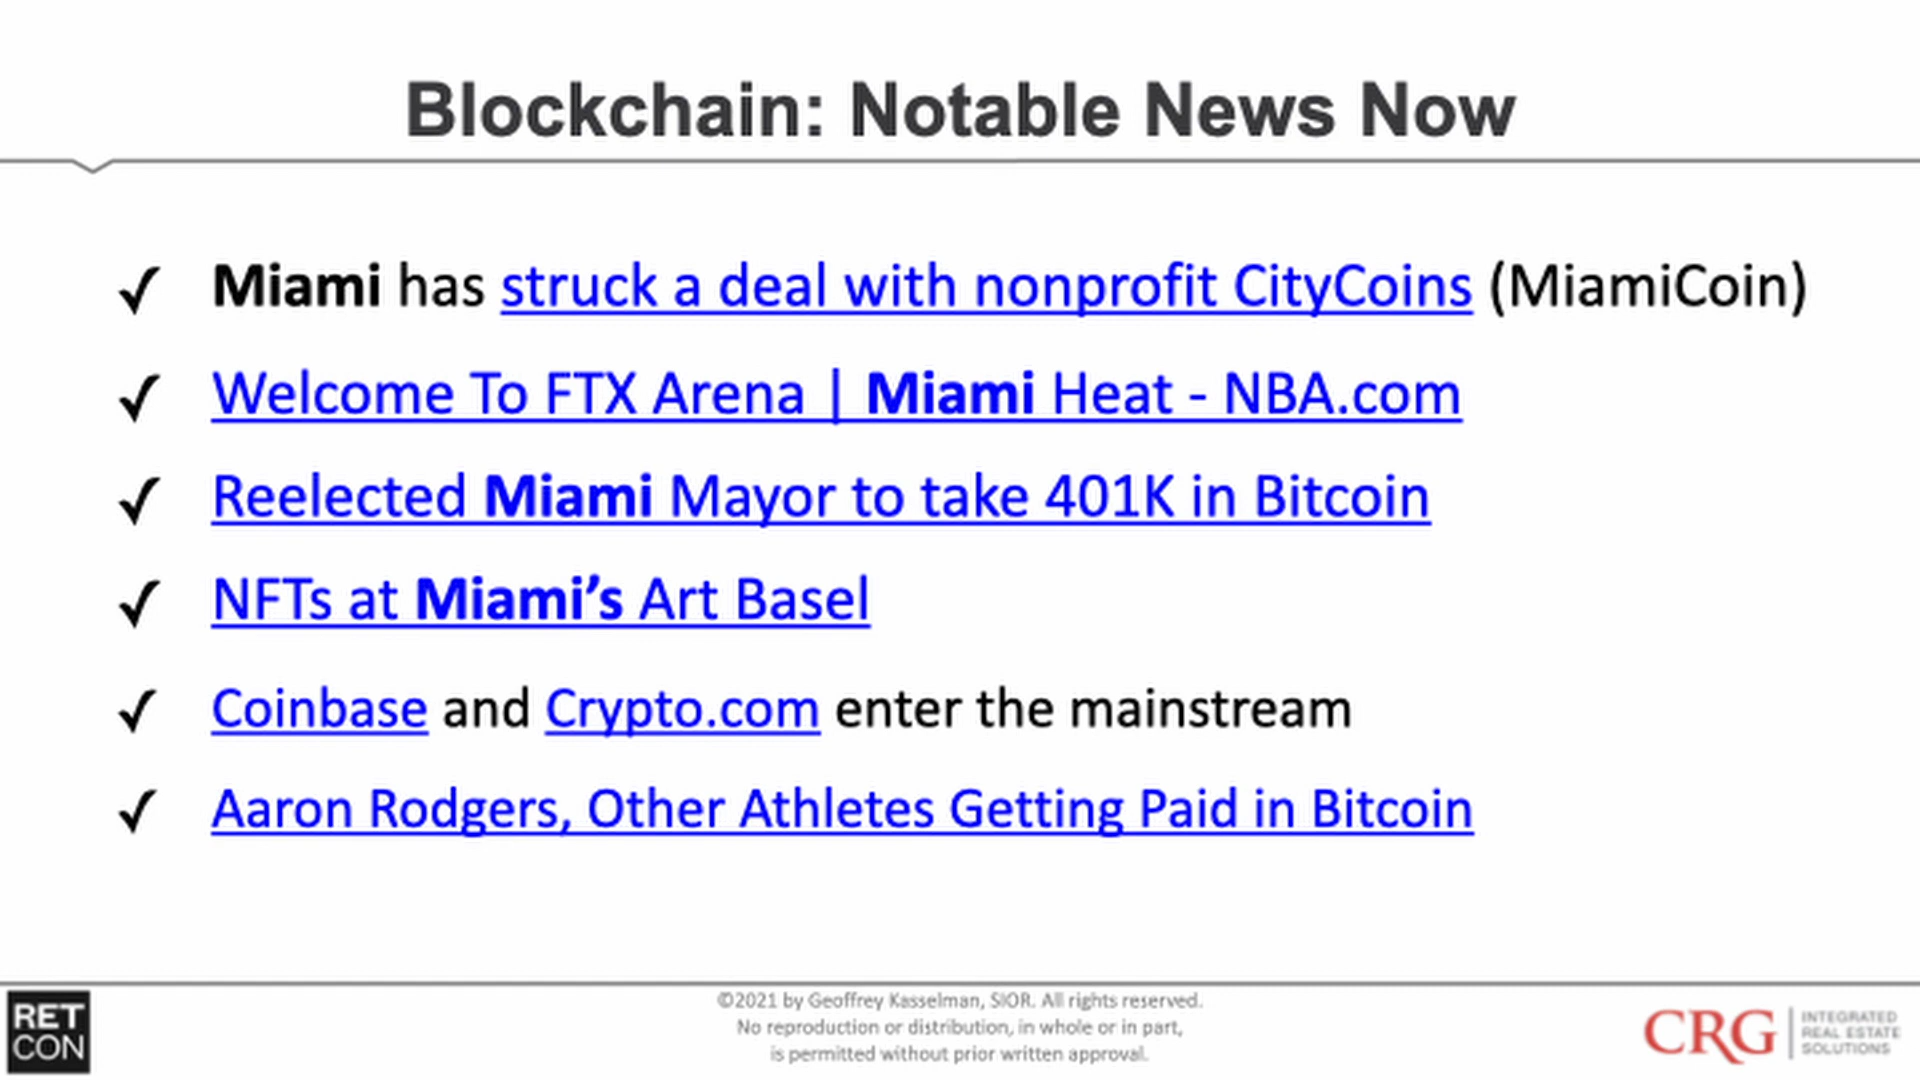 Blockchain: Notable News Now
✓ Miami has struck a deal with nonprofit CityCoins (MiamiCoin)
✓ Welcome To FTX Arena | Miami Heat - NBA.com
✓ Reelected Miami Mayor to take 401K in Bitcoin
✓ NFTs at Miami’s Art Basel
✓ Coinbase and Crypto.com enter the mainstream
✓ Aaron Rodgers, Other Athletes Getting Paid in Bitcoin
RET
CON
©2021 by Geoffrey Kasselman, SIOR. All rights reserved.
No reproduction or distribution, in whole or in part,
is permitted without prior written approval.
CRG
INTEGRATED
REAL ESTATE
SOLUTIONS